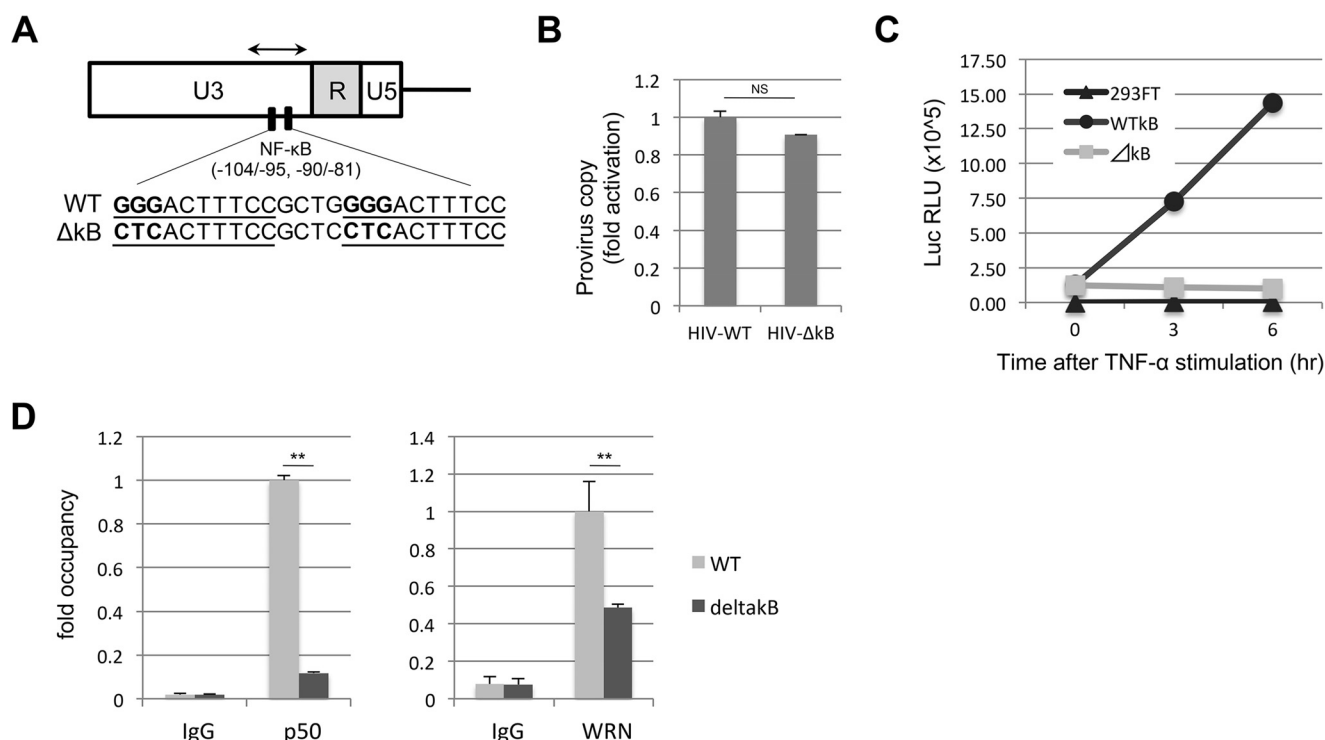 A
U3
R
U5
NF-κB
(-104/-95, -90/-81)
WT GGGACTTTCCGCTGGGGACTTTCC
ΔkB CTCACTTTCCGCTCCTCACTTTCC
B
Provirus copy
(fold activation)
1.2
1
0.8
0.6
0.4
0.2
0
NS
HIV-WT HIV-ΔkB
C
Luc RLU (x10^5)
17.50
15.00
12.50
10.00
7.50
5.00
2.50
0.00
293FT
WTkB
⊿kB
0 3 6
Time after TNF-α stimulation (hr)
D
fold occupancy
1.2
1
0.8
0.6
0.4
0.2
0
**
IgG p50
1.4
1.2
1
0.8
0.6
0.4
0.2
0
**
IgG WRN
WT
deltakB